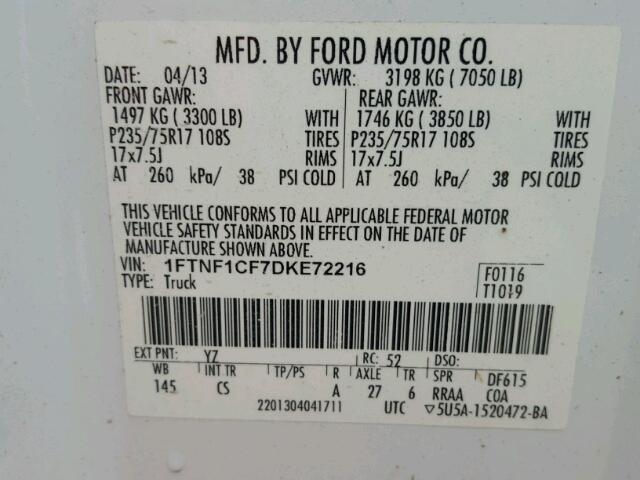 MFD. BY FORD MOTOR CO.
DATE: 04/13 GVWR: 3198 KG ( 7050 LB)
FRONT GAWR: REAR GAWR:
1497 KG ( 3300 LB) WITH 1746 KG ( 3850 LB) WITH
P235/75R17 108S TIRES P235/75R17 108S TIRES
17x7.5J RIMS 17x7.5J RIMS
AT 260 kPa/ 38 PSI COLD AT 260 kPa/ 38 PSI COLD
THIS VEHICLE CONFORMS TO ALL APPLICABLE FEDERAL MOTOR
VEHICLE SAFETY STANDARDS IN EFFECT ON THE DATE OF
MANUFACTURE SHOWN ABOVE.
VIN: 1FTNF1CF7DKE72216 F0116
TYPE: Truck T1019
EXT PNT: YZ RC: 52 DSO:
WB INT TR TP/PS R AXLE TR SPR DF615
145 CS A 27 6 RRAA COA
2201304041711 UTC ▽5U5A-1520472-BA